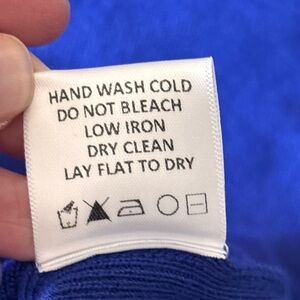 HAND WASH COLD
DO NOT BLEACH
LOW IRON
DRY CLEAN
LAY FLAT TO DRY